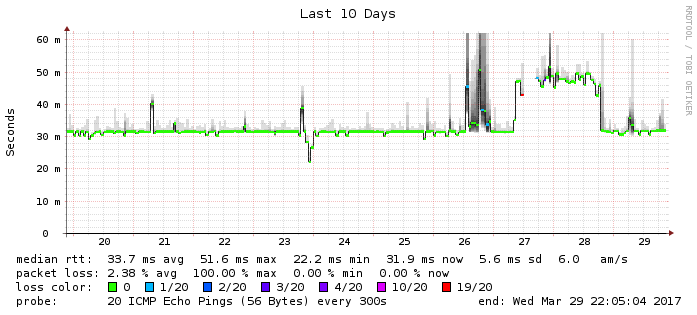 Last 10 Days
RRDTOOL / TOBI OETIKER
Seconds
60 m
50 m
40 m
30 m
20 m
10 m
0
20 21 22 23 24 25 26 27 28 29
median rtt: 33.7 ms avg 51.6 ms max 22.2 ms min 31.9 ms now 5.6 ms sd 6.0 am/s
packet loss: 2.38 % avg 100.00 % max 0.00 % min 0.00 % now
loss color: 0 1/20 2/20 3/20 4/20 10/20 19/20
probe: 20 ICMP Echo Pings (56 Bytes) every 300s end: Wed Mar 29 22:05:04 2017